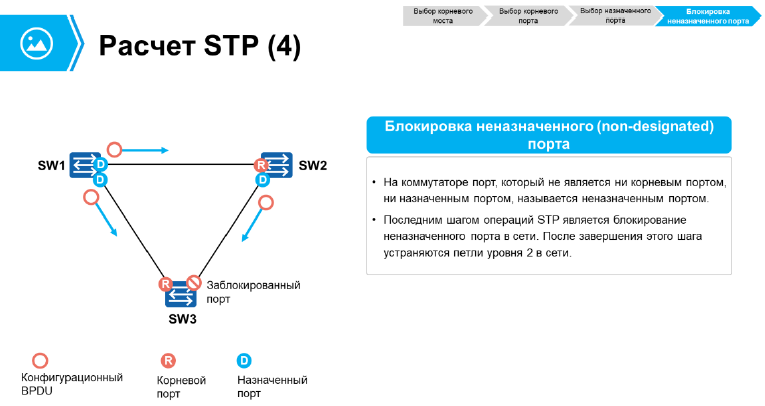 Выбор корневого
моста
Выбор корневого
порта
Выбор назначенного
порта
Блокировка
неназначенного порта
Расчет STP (4)
SW1
D
D
R
D
SW2
R
Заблокированный
порт
SW3
Конфигурационный
BPDU
R
Корневой
порт
D
Назначенный
порт
Блокировка неназначенного (non-designated)
порта
• На коммутаторе порт, который не является ни корневым портом,
ни назначенным портом, называется неназначенным портом.
• Последним шагом операций STP является блокирование
неназначенного порта в сети. После завершения этого шага
устраняются петли уровня 2 в сети.